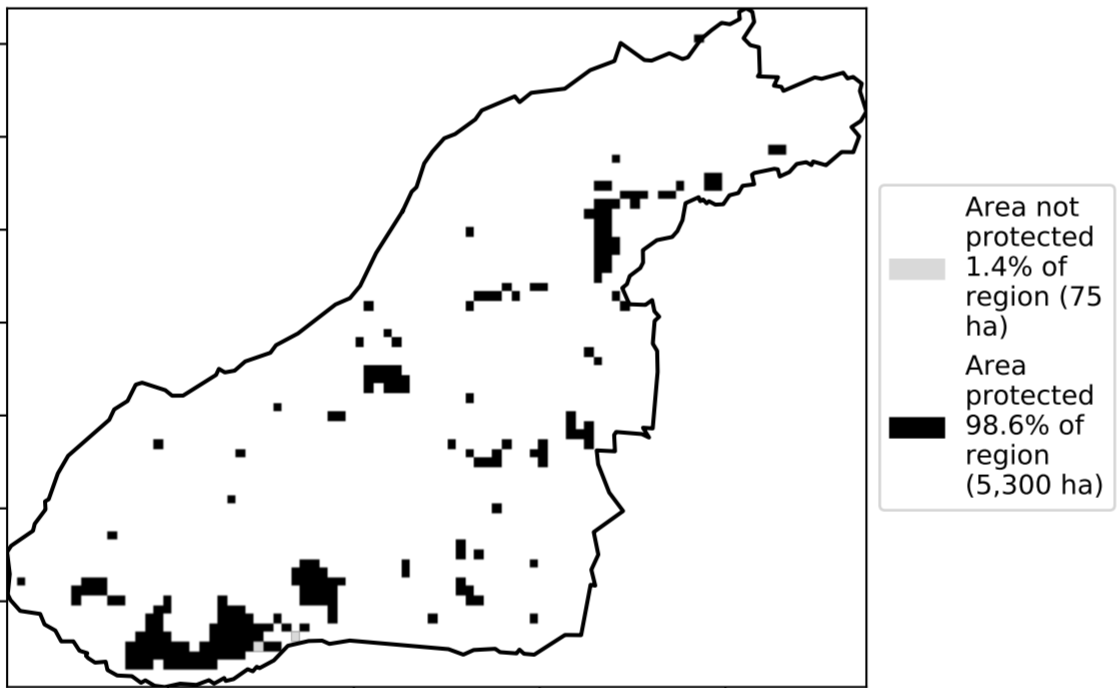 Area not
protected
1.4% of
region (75
ha)
Area
protected
98.6% of
region
(5,300 ha)